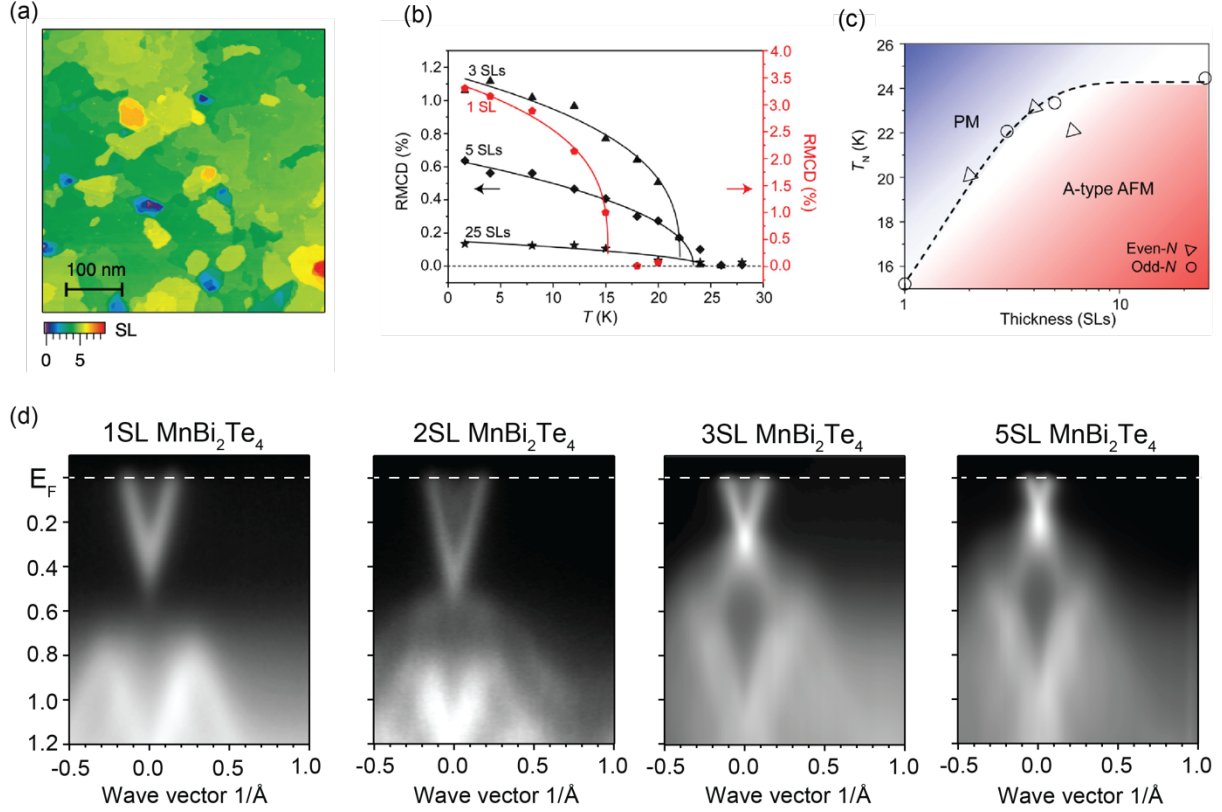 (a)
100 nm
SL
0 5
(b)
RMCD (%)
1.2
1.0
0.8
0.6
0.4
0.2
0.0
3 SLs
1 SL
5 SLs
25 SLs
4.0
3.5
3.0
2.5
2.0
1.5
1.0
0.5
0.0
RMCD (%)
0 5 10 15 20 25 30
T (K)
(c)
T_N (K)
26
24
22
20
18
16
PM
A-type AFM
Even-N
Odd-N
1 10
Thickness (SLs)
(d)
1SL MnBi₂Te₄
2SL MnBi₂Te₄
3SL MnBi₂Te₄
5SL MnBi₂Te₄
E_F
0.2
0.4
0.6
0.8
1.0
1.2
-0.5 0.0 0.5 1.0
Wave vector 1/Å
-0.5 0.0 0.5 1.0
Wave vector 1/Å
-0.5 0.0 0.5 1.0
Wave vector 1/Å
-0.5 0.0 0.5 1.0
Wave vector 1/Å